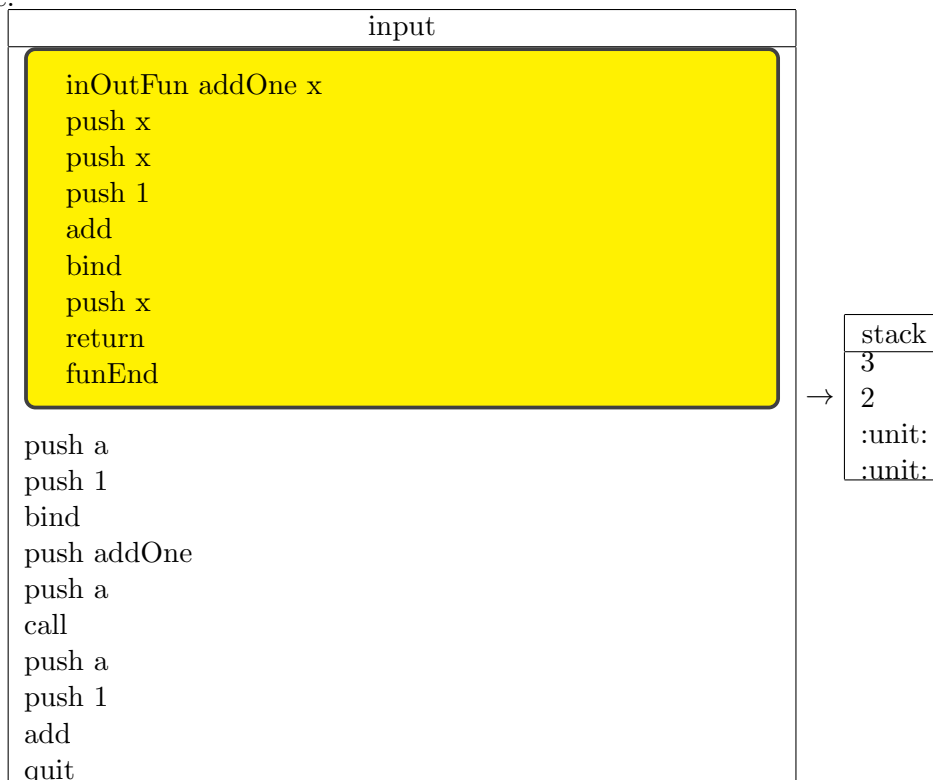 input
inOutFun addOne x
push x
push x
push 1
add
bind
push x
return
funEnd
push a
push 1
bind
push addOne
push a
call
push a
push 1
add
quit
→
stack
3
2
:unit:
:unit: